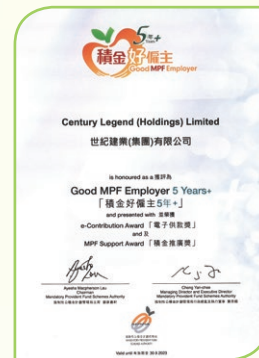 5年+
Years+
積金好僱主
Good MPF Employer
Century Legend (Holdings) Limited
世紀建業(集團)有限公司
is honoured as a 獲評為
Good MPF Employer 5 Years+
「積金好僱主5年+」
and presented with 並榮獲
e-Contribution Award 「電子供款獎」
and 及
MPF Support Award 「積金推廣獎」
Ayesha Macpherson Lau
Chairman
Mandatory Provident Fund Schemes Authority
Cheng Yan-chee
Managing Director and Executive Director
Mandatory Provident Fund Schemes Authority